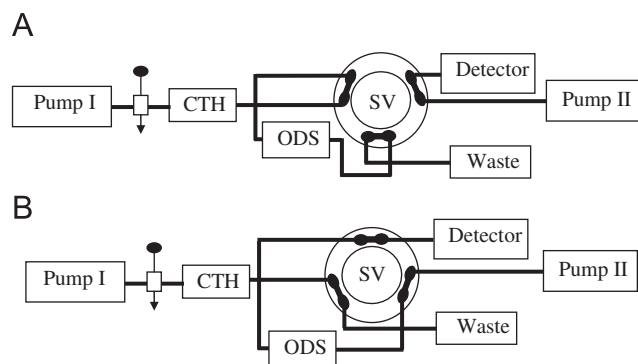 A
Pump I
CTH
SV
Detector
Pump II
ODS
Waste
B
Pump I
CTH
SV
Detector
Pump II
Waste
ODS